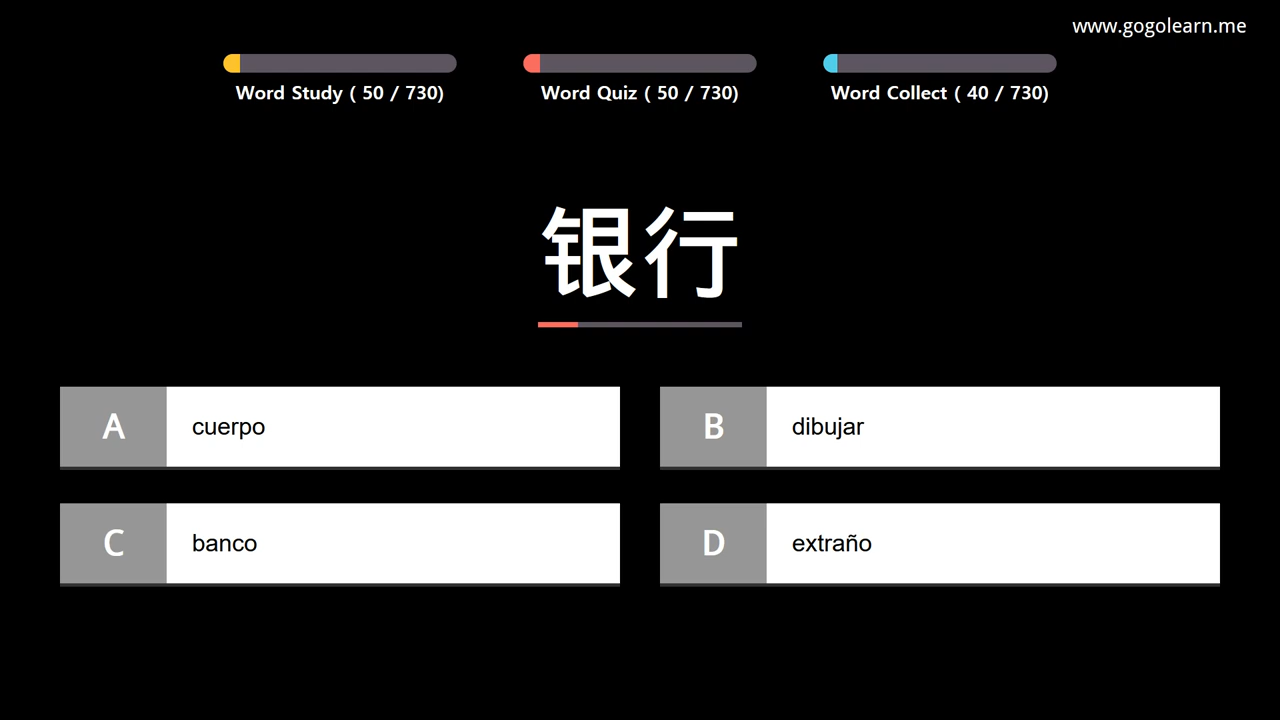 www.gogolearn.me
Word Study ( 50 / 730)
Word Quiz ( 50 / 730)
Word Collect ( 40 / 730)
银行
A cuerpo
B dibujar
C banco
D extraño